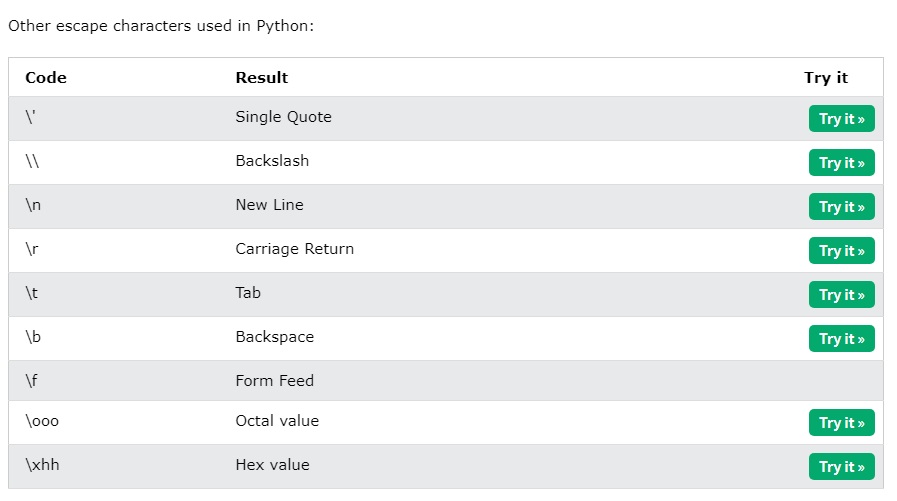 Other escape characters used in Python:
Code Result Try it
\' Single Quote Try it »
\\ Backslash Try it »
\n New Line Try it »
\r Carriage Return Try it »
\t Tab Try it »
\b Backspace Try it »
\f Form Feed
\ooo Octal value Try it »
\xhh Hex value Try it »